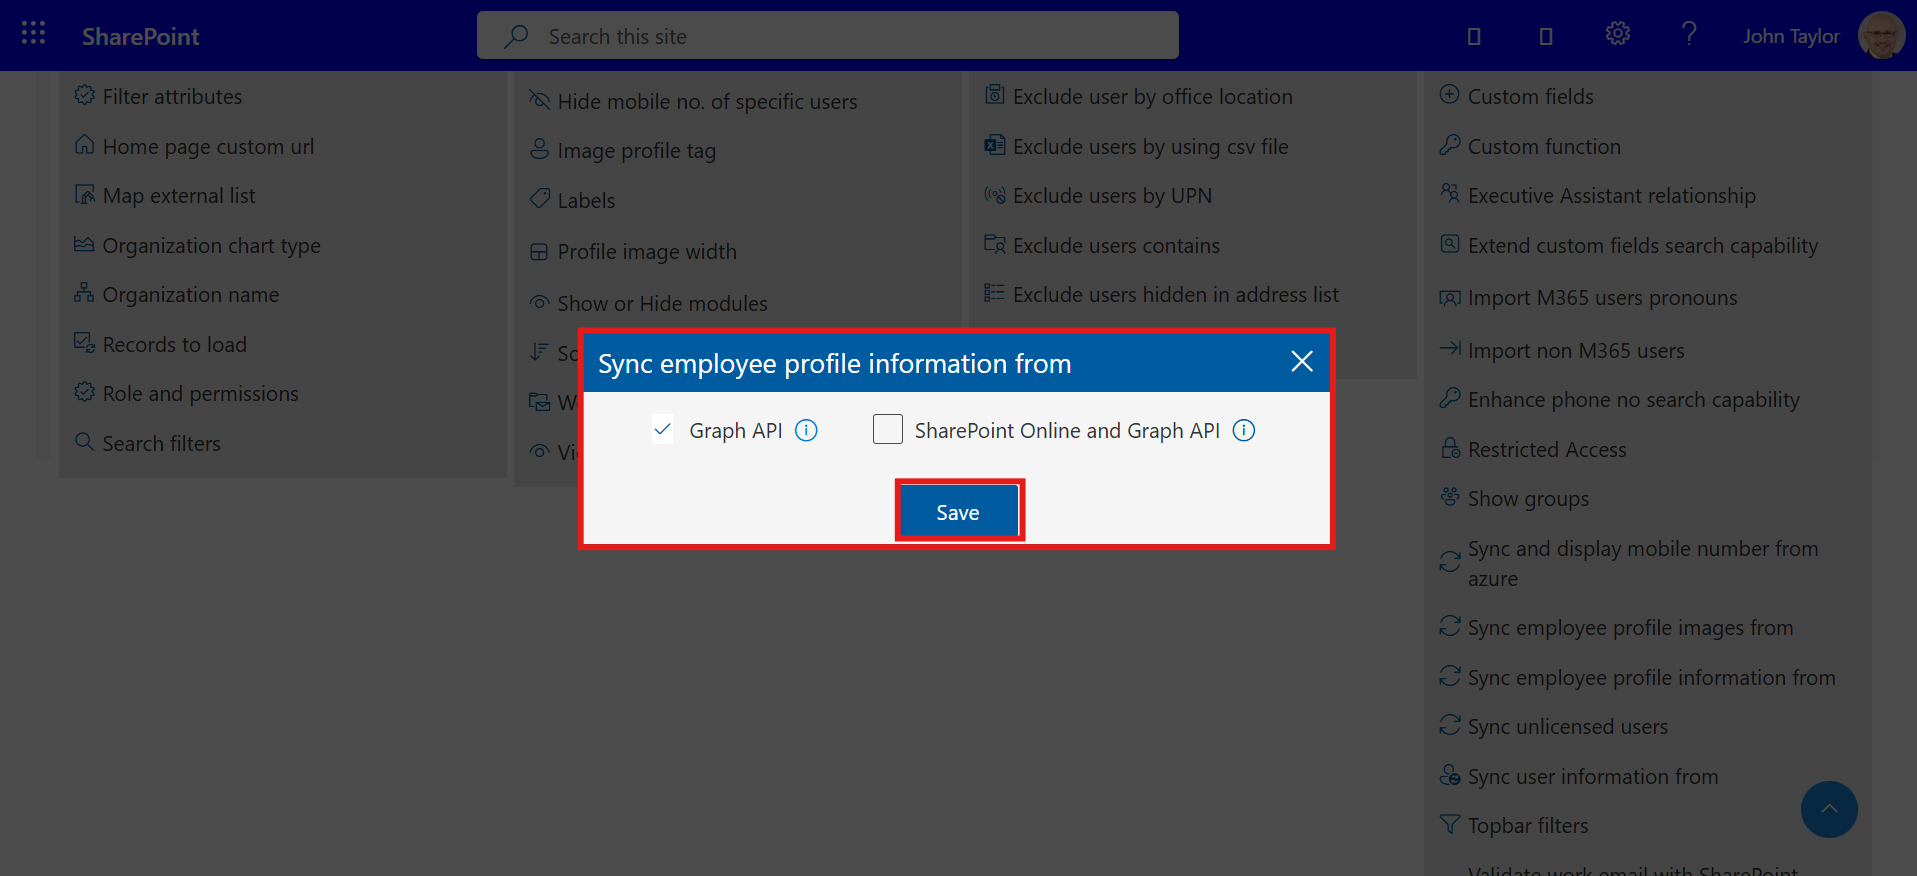 SharePoint
Search this site
John Taylor
Filter attributes
Home page custom url
Map external list
Organization chart type
Organization name
Records to load
Role and permissions
Search filters
Hide mobile no. of specific users
Image profile tag
Labels
Profile image width
Show or Hide modules
Exclude user by office location
Exclude users by using csv file
Exclude users by UPN
Exclude users contains
Exclude users hidden in address list
Custom fields
Custom function
Executive Assistant relationship
Extend custom fields search capability
Import M365 users pronouns
Import non M365 users
Enhance phone no search capability
Restricted Access
Show groups
Sync and display mobile number from
azure
Sync employee profile images from
Sync employee profile information from
Sync unlicensed users
Sync user information from
Topbar filters
Validate work email with SharePoint
Sync employee profile information from
Graph API
SharePoint Online and Graph API
Save